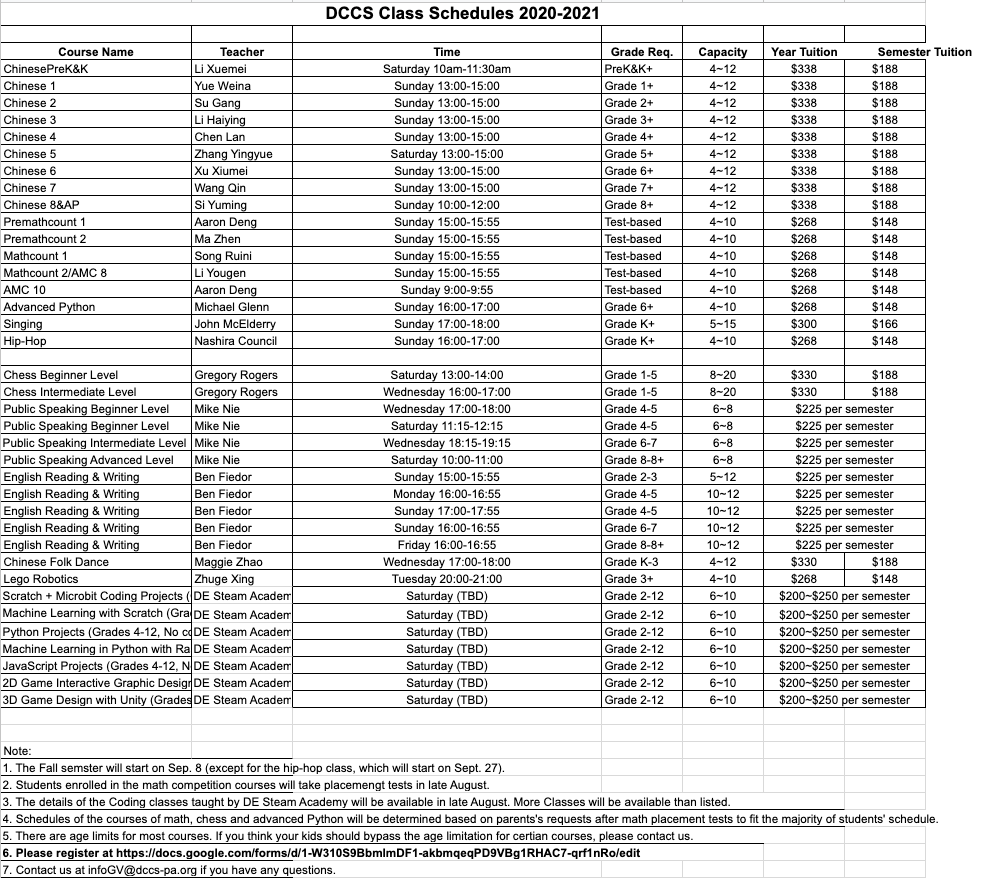 DCCS Class Schedules 2020-2021
Course Name Teacher Time Grade Req. Capacity Year Tuition Semester Tuition
ChinesePreK&K Li Xuemei Saturday 10am-11:30am PreK&K+ 4~12 $338 $188
Chinese 1 Yue Weina Sunday 13:00-15:00 Grade 1+ 4~12 $338 $188
Chinese 2 Su Gang Sunday 13:00-15:00 Grade 2+ 4~12 $338 $188
Chinese 3 Li Haiying Sunday 13:00-15:00 Grade 3+ 4~12 $338 $188
Chinese 4 Chen Lan Sunday 13:00-15:00 Grade 4+ 4~12 $338 $188
Chinese 5 Zhang Yingyue Saturday 13:00-15:00 Grade 5+ 4~12 $338 $188
Chinese 6 Xu Xiumei Sunday 13:00-15:00 Grade 6+ 4~12 $338 $188
Chinese 7 Wang Qin Sunday 13:00-15:00 Grade 7+ 4~12 $338 $188
Chinese 8&AP Si Yuming Sunday 10:00-12:00 Grade 8+ 4~12 $338 $188
Premathcount 1 Aaron Deng Sunday 15:00-15:55 Test-based 4~10 $268 $148
Premathcount 2 Ma Zhen Sunday 15:00-15:55 Test-based 4~10 $268 $148
Mathcount 1 Song Ruini Sunday 15:00-15:55 Test-based 4~10 $268 $148
Mathcount 2/AMC 8 Li Yougen Sunday 15:00-15:55 Test-based 4~10 $268 $148
AMC 10 Aaron Deng Sunday 9:00-9:55 Test-based 4~10 $268 $148
Advanced Python Michael Glenn Sunday 16:00-17:00 Grade 6+ 4~10 $268 $148
Singing John McElderry Sunday 17:00-18:00 Grade K+ 5~15 $300 $166
Hip-Hop Nashira Council Sunday 16:00-17:00 Grade K+ 4~10 $268 $148
Chess Beginner Level Gregory Rogers Saturday 13:00-14:00 Grade 1-5 8~20 $330 $188
Chess Intermediate Level Gregory Rogers Wednesday 16:00-17:00 Grade 1-5 8~20 $330 $188
Public Speaking Beginner Level Mike Nie Wednesday 17:00-18:00 Grade 4-5 6~8 $225 per semester
Public Speaking Beginner Level Mike Nie Saturday 11:15-12:15 Grade 4-5 6~8 $225 per semester
Public Speaking Intermediate Level Mike Nie Wednesday 18:15-19:15 Grade 6-7 6~8 $225 per semester
Public Speaking Advanced Level Mike Nie Saturday 10:00-11:00 Grade 8-8+ 6~8 $225 per semester
English Reading & Writing Ben Fiedor Sunday 15:00-15:55 Grade 2-3 5~12 $225 per semester
English Reading & Writing Ben Fiedor Monday 16:00-16:55 Grade 4-5 10~12 $225 per semester
English Reading & Writing Ben Fiedor Sunday 17:00-17:55 Grade 4-5 10~12 $225 per semester
English Reading & Writing Ben Fiedor Sunday 16:00-16:55 Grade 6-7 10~12 $225 per semester
English Reading & Writing Ben Fiedor Friday 16:00-16:55 Grade 8-8+ 10~12 $225 per semester
Chinese Folk Dance Maggie Zhao Wednesday 17:00-18:00 Grade K-3 4~12 $330 $188
Lego Robotics Zhuge Xing Tuesday 20:00-21:00 Grade 3+ 4~10 $268 $148
Scratch + Microbit Coding Projects ( DE Steam Academ Saturday (TBD) Grade 2-12 6~10 $200~$250 per semester
Machine Learning with Scratch (Gra DE Steam Academ Saturday (TBD) Grade 2-12 6~10 $200~$250 per semester
Python Projects (Grades 4-12, No co DE Steam Academ Saturday (TBD) Grade 2-12 6~10 $200~$250 per semester
Machine Learning in Python with Ra DE Steam Academ Saturday (TBD) Grade 2-12 6~10 $200~$250 per semester
JavaScript Projects (Grades 4-12, N DE Steam Academ Saturday (TBD) Grade 2-12 6~10 $200~$250 per semester
2D Game Interactive Graphic Design DE Steam Academ Saturday (TBD) Grade 2-12 6~10 $200~$250 per semester
3D Game Design with Unity (Grades DE Steam Academ Saturday (TBD) Grade 2-12 6~10 $200~$250 per semester
Note:
1. The Fall semster will start on Sep. 8 (except for the hip-hop class, which will start on Sept. 27).
2. Students enrolled in the math competition courses will take placemengt tests in late August.
3. The details of the Coding classes taught by DE Steam Academy will be available in late August. More Classes will be available than listed.
4. Schedules of the courses of math, chess and advanced Python will be determined based on parents's requests after math placement tests to fit the majority of students' schedule.
5. There are age limits for most courses. If you think your kids should bypass the age limitation for certian courses, please contact us.
6. Please register at https://docs.google.com/forms/d/1-W310S9BbmlmDF1-akbmqeqPD9VBg1RHAC7-qrf1nRo/edit
7. Contact us at infoGV@dccs-pa.org if you have any questions.